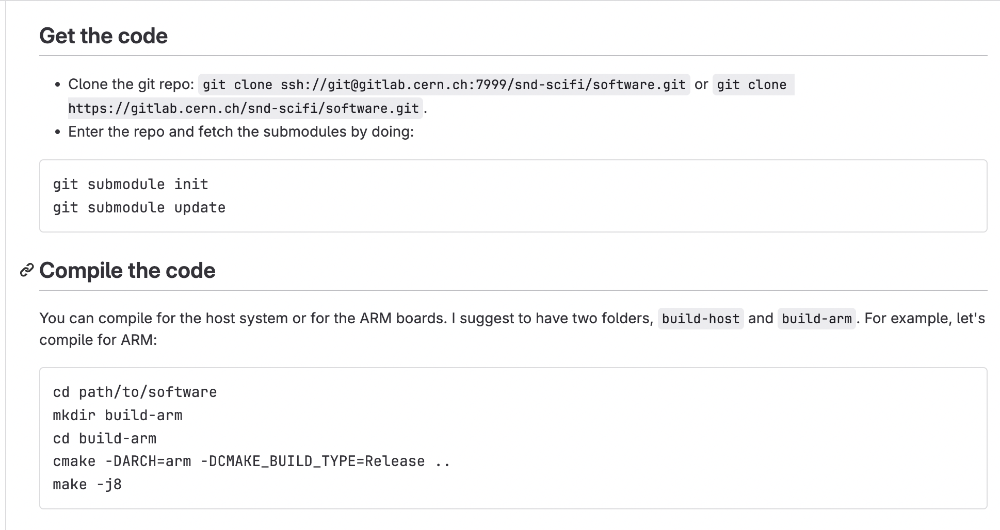 Get the code
• Clone the git repo: git clone ssh://git@gitlab.cern.ch:7999/snd-scifi/software.git or git clone
https://gitlab.cern.ch/snd-scifi/software.git.
• Enter the repo and fetch the submodules by doing:
git submodule init
git submodule update
Compile the code
You can compile for the host system or for the ARM boards. I suggest to have two folders, build-host and build-arm. For example, let's
compile for ARM:
cd path/to/software
mkdir build-arm
cd build-arm
cmake -DARCH=arm -DCMAKE_BUILD_TYPE=Release ..
make -j8